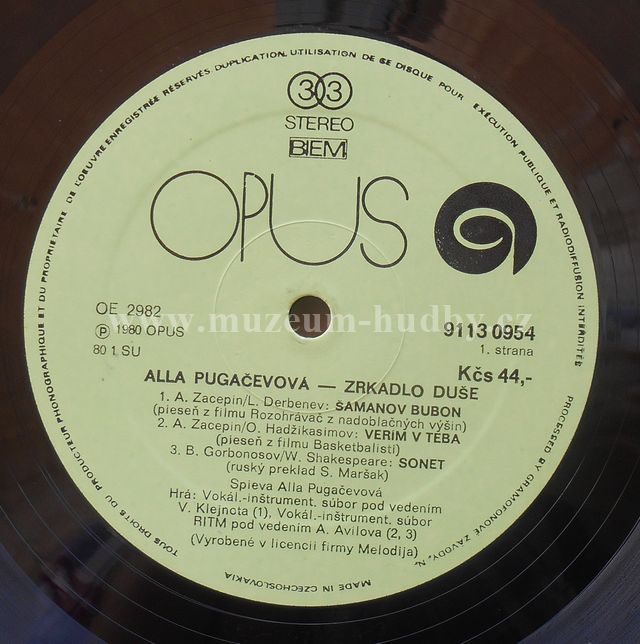 33
STEREO
BIEM
OPUS
OE 2982
Ⓟ 1980 OPUS
80 1 SU
9113 0954
1. strana
Kčs 44,-
www.muzeum-hudby.cz
ALLA PUGAČEVOVÁ — ZRKADLO DUŠE
1. A. Zacepin/L. Derbenev: ŠAMANOV BUBON
(pieseň z filmu Rozohrávač z nadoblačných výšin)
2. A. Zacepin/O. Hadžikasimov: VERÍM V TEBA
(pieseň z filmu Basketbalisti)
3. B. Gorbonosov/W. Shakespeare: SONET
(ruský preklad S. Maršak)
Spieva Alla Pugačevová
Hrá: Vokál.-inštrument. súbor pod vedením
V. Klejnota (1), Vokál.-inštrument. súbor
RITM pod vedením A. Avilova (2, 3)
(Vyrobené v licencii firmy Melodija)
TOUS DROITS DU PRODUCTEUR PHONOGRAPHIQUE ET DU PROPRIETAIRE DE L'OEUVRE ENREGISTRÉE RÉSERVÉS. DUPLICATION, UTILISATION DE CE DISQUE POUR EXÉCUTION PUBLIQUE ET RADIODIFFUSION INTERDITE!
PROCESSED BY GRAMOFONOVÉ ZÁVODY, N
MADE IN CZECHOSLOVAKIA